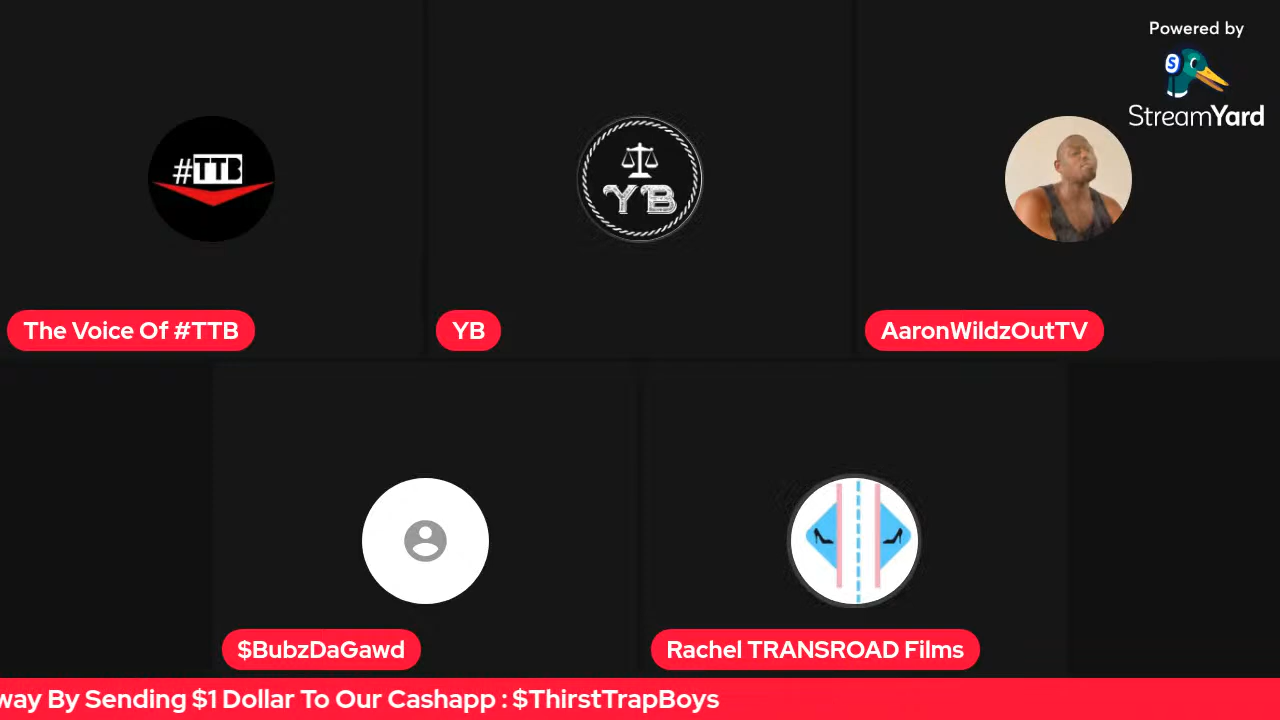 Powered by
StreamYard
S
#TTB
YB
The Voice Of #TTB
YB
AaronWildzOutTV
$BubzDaGawd
Rachel TRANSROAD Films
way By Sending $1 Dollar To Our Cashapp : $ThirstTrapBoys